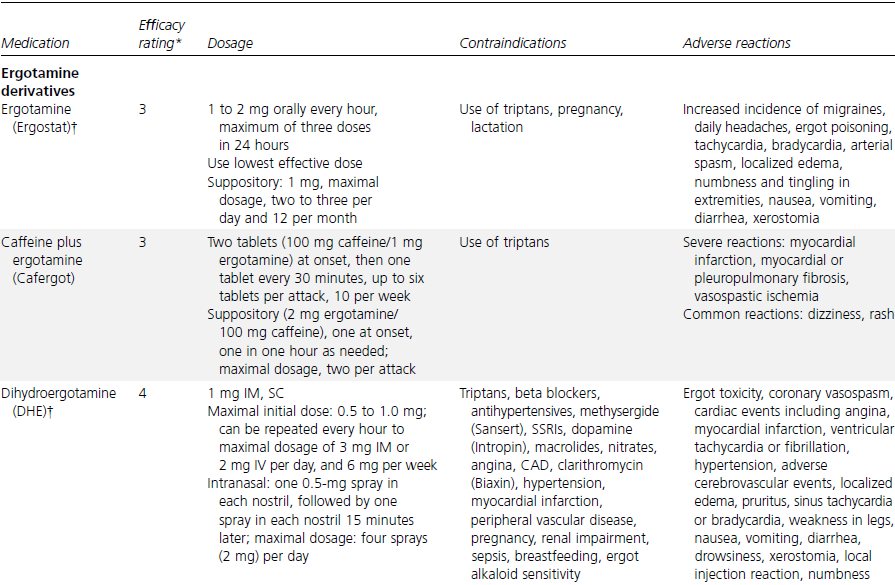 Medication
Efficacy
rating*
Dosage
Contraindications
Adverse reactions
Ergotamine
derivatives
Ergotamine
(Ergostat)†
3
1 to 2 mg orally every hour,
maximum of three doses
in 24 hours
Use lowest effective dose
Suppository: 1 mg, maximal
dosage, two to three per
day and 12 per month
Use of triptans, pregnancy,
lactation
Increased incidence of migraines,
daily headaches, ergot poisoning,
tachycardia, bradycardia, arterial
spasm, localized edema,
numbness and tingling in
extremities, nausea, vomiting,
diarrhea, xerostomia
Caffeine plus
ergotamine
(Cafergot)
3
Two tablets (100 mg caffeine/1 mg
ergotamine) at onset, then one
tablet every 30 minutes, up to six
tablets per attack, 10 per week
Suppository (2 mg ergotamine/
100 mg caffeine), one at onset,
one in one hour as needed;
maximal dosage, two per attack
Use of triptans
Severe reactions: myocardial
infarction, myocardial or
pleuropulmonary fibrosis,
vasospastic ischemia
Common reactions: dizziness, rash
Dihydroergotamine
(DHE)†
4
1 mg IM, SC
Maximal initial dose: 0.5 to 1.0 mg;
can be repeated every hour to
maximal dosage of 3 mg IM or
2 mg IV per day, and 6 mg per week
Intranasal: one 0.5-mg spray in
each nostril, followed by one
spray in each nostril 15 minutes
later; maximal dosage: four sprays
(2 mg) per day
Triptans, beta blockers,
antihypertensives, methysergide
(Sansert), SSRIs, dopamine
(Intropin), macrolides, nitrates,
angina, CAD, clarithromycin
(Biaxin), hypertension,
myocardial infarction,
peripheral vascular disease,
pregnancy, renal impairment,
sepsis, breastfeeding, ergot
alkaloid sensitivity
Ergot toxicity, coronary vasospasm,
cardiac events including angina,
myocardial infarction, ventricular
tachycardia or fibrillation,
hypertension, adverse
cerebrovascular events, localized
edema, pruritus, sinus tachycardia
or bradycardia, weakness in legs,
nausea, vomiting, diarrhea,
drowsiness, xerostomia, local
injection reaction, numbness